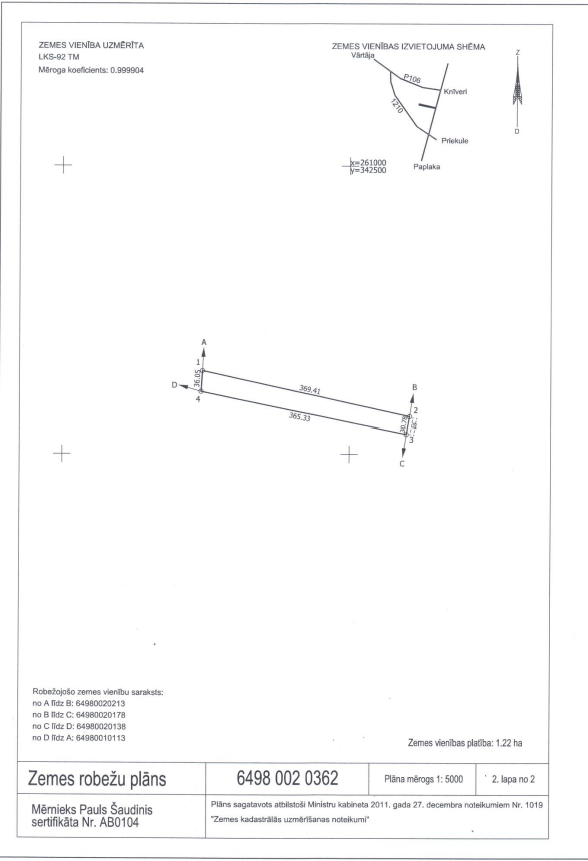 ZEMES VIENĪBA UZMĒRĪTA
LKS-92 TM
Mēroga koeficients: 0.999904
ZEMES VIENĪBAS IZVIETOJUMA SHĒMA
Vārtāja
P106
Knīveri
1210
Priekule
Paplaka
Z
D
x=261000
y=342500
A
1
36.05
D
4
369.41
365.33
B
2
30.78
3
C
Robežojošo zemes vienību saraksts:
no A līdz B: 64980020213
no B līdz C: 64980020178
no C līdz D: 64980020138
no D līdz A: 64980010113
Zemes vienības platība: 1.22 ha
Zemes robežu plāns
6498 002 0362
Plāna mērogs 1: 5000
2. lapa no 2
Mērnieks Pauls Šaudinis
sertifikāta Nr. AB0104
Plāns sagatavots atbilstoši Ministru kabineta 2011. gada 27. decembra noteikumiem Nr. 1019
"Zemes kadastrālās uzmērīšanas noteikumi"